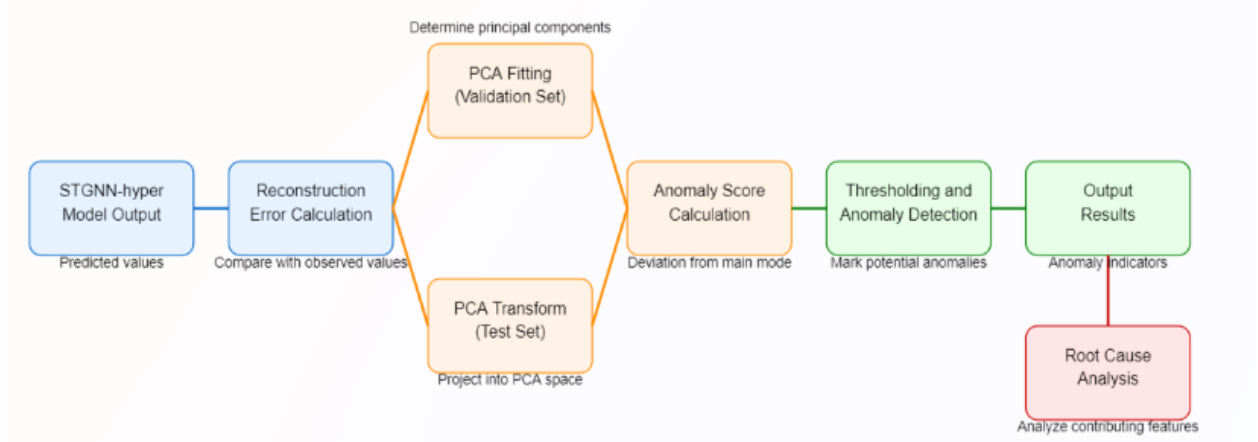 Determine principal components
PCA Fitting
(Validation Set)
STGNN-hyper
Model Output
Predicted values
Reconstruction
Error Calculation
Compare with observed values
PCA Transform
(Test Set)
Project into PCA space
Anomaly Score
Calculation
Deviation from main mode
Thresholding and
Anomaly Detection
Mark potential anomalies
Output
Results
Anomaly Indicators
Root Cause
Analysis
Analyze contributing features